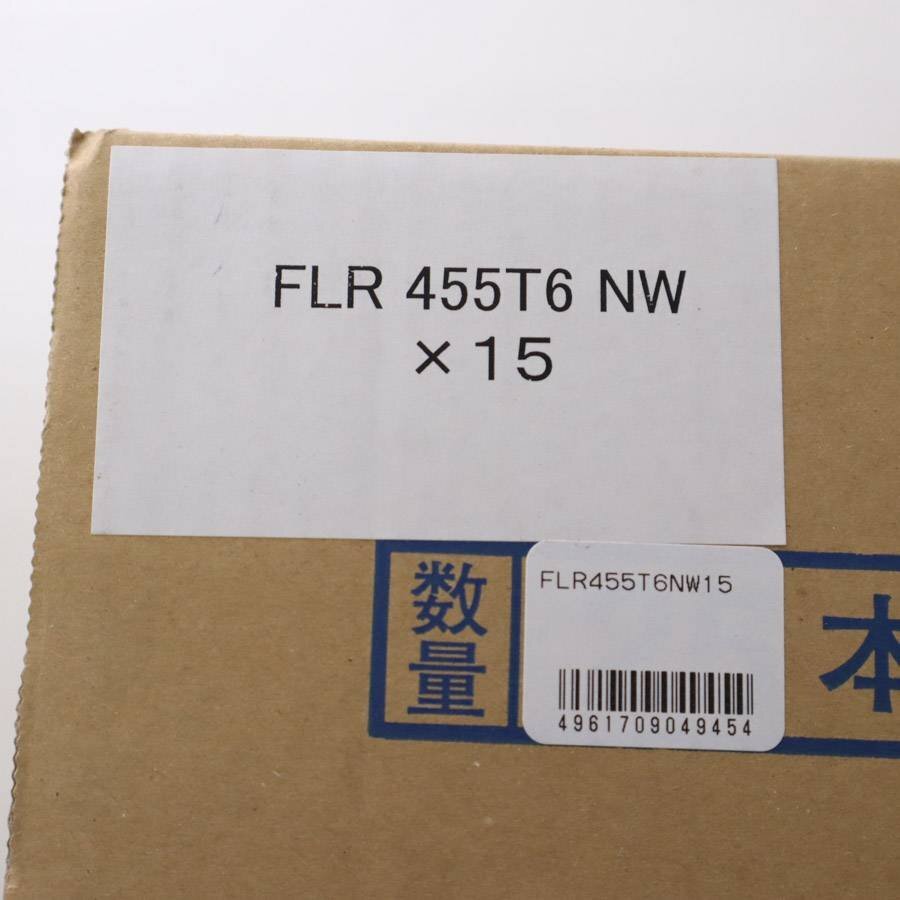 FLR 455T6 NW
×15
数量
FLR455T6NW15
4961709049454
本